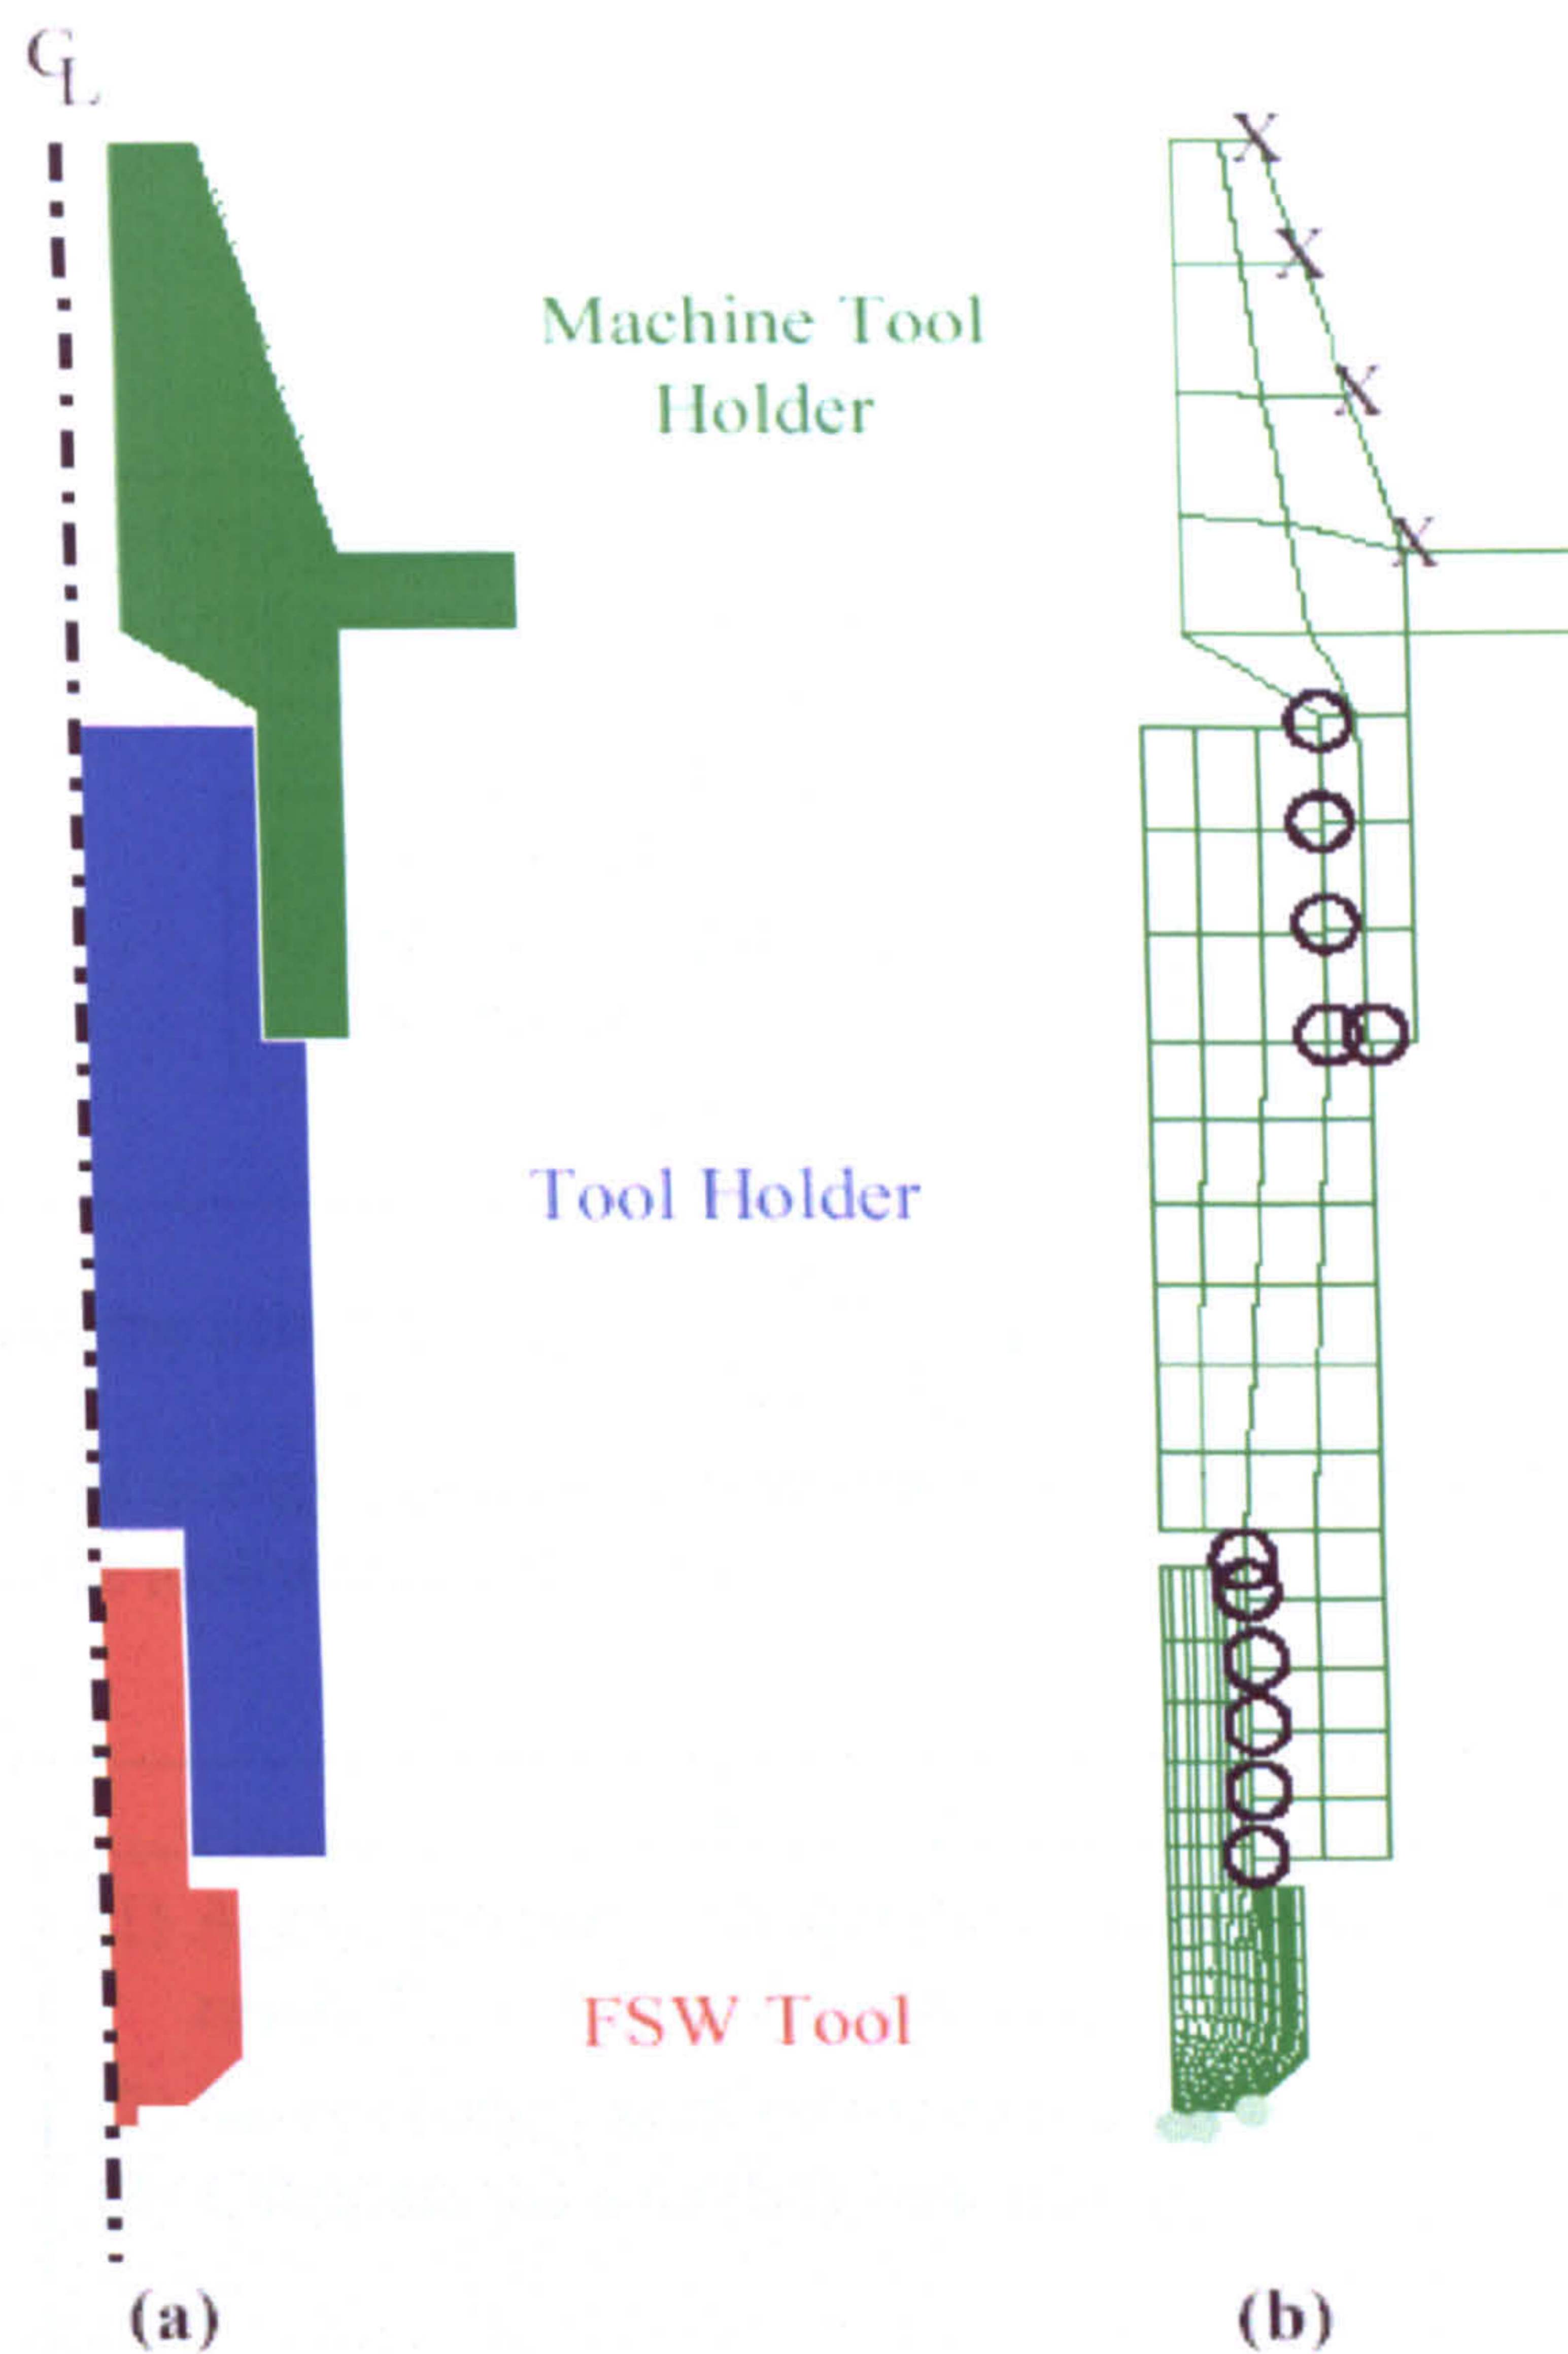 CL
X
X
Machine Tool
Holder
X
X
Tool Holder
FSW Tool
(a)
(b)